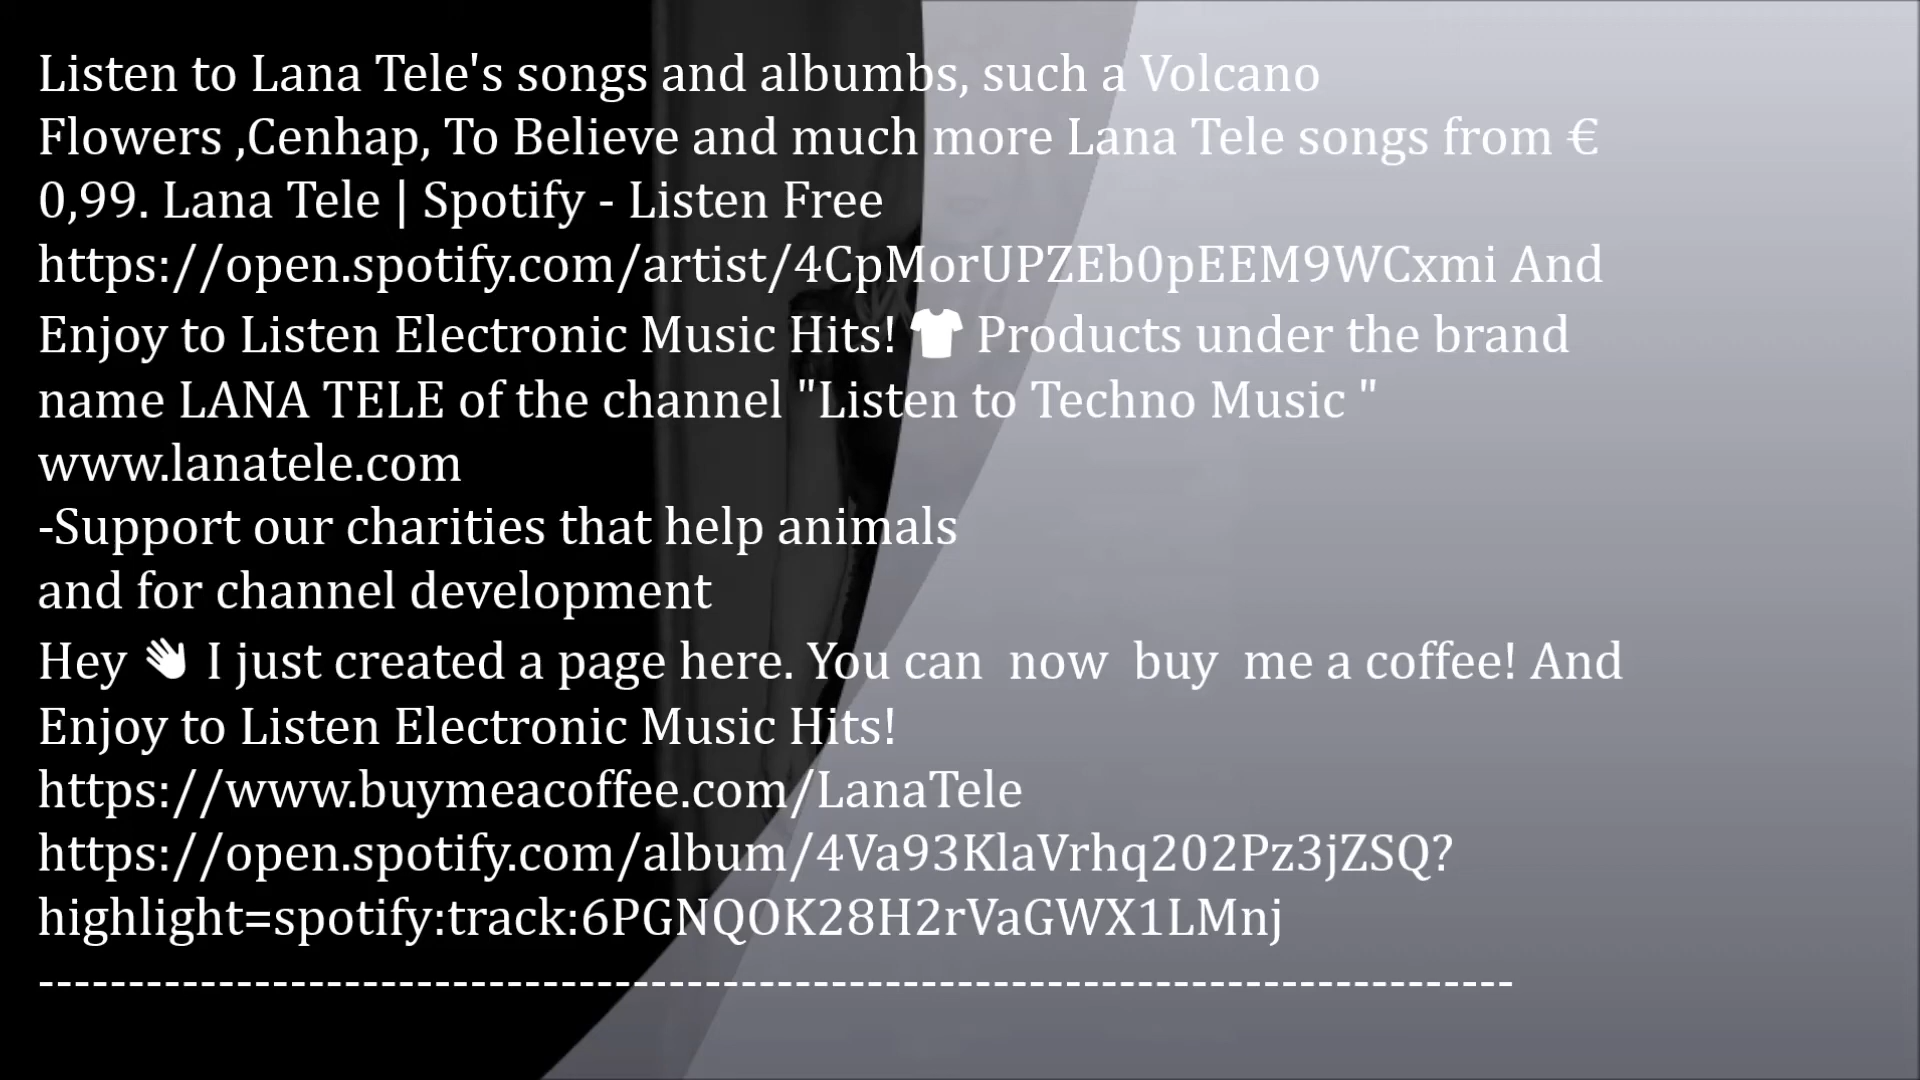 Listen to Lana Tele's songs and albumbs, such a Volcano
Flowers ,Cenhap, To Believe and much more Lana Tele songs from €
0,99. Lana Tele | Spotify - Listen Free
https://open.spotify.com/artist/4CpMorUPZEb0pEEM9WCxmi And
Enjoy to Listen Electronic Music Hits! 👕 Products under the brand
name LANA TELE of the channel "Listen to Techno Music "
www.lanatele.com
-Support our charities that help animals
and for channel development
Hey 👋 I just created a page here. You can  now  buy  me a coffee! And
Enjoy to Listen Electronic Music Hits!
https://www.buymeacoffee.com/LanaTele
https://open.spotify.com/album/4Va93KlaVrhq202Pz3jZSQ?
highlight=spotify:track:6PGNQOK28H2rVaGWX1LMnj
----------------------------------------------------------------------------------